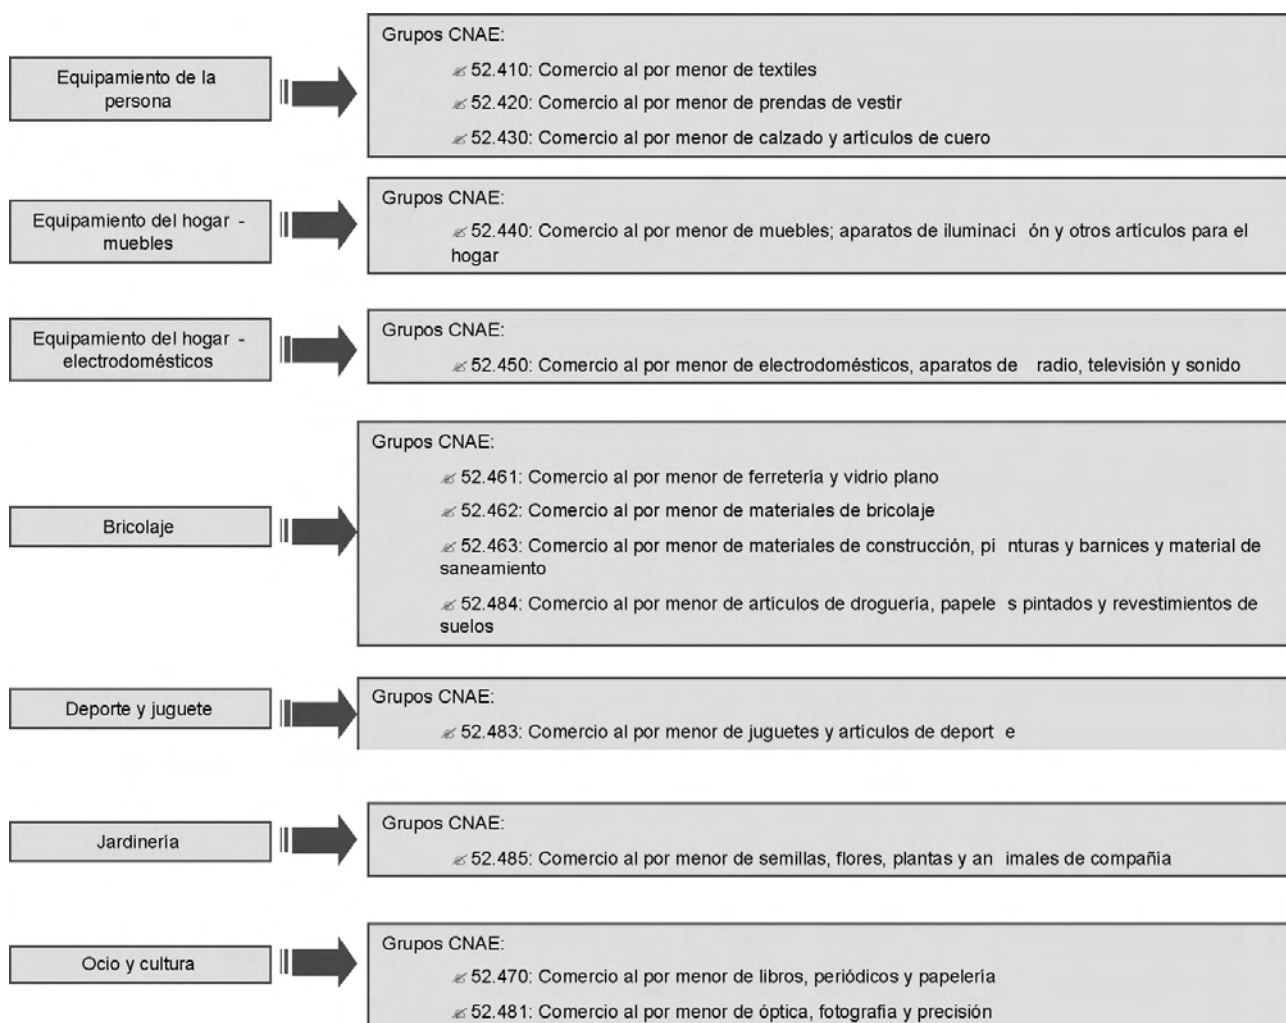 Equipamiento de la
persona
Grupos CNAE:
52.410: Comercio al por menor de textiles
52.420: Comercio al por menor de prendas de vestir
52.430: Comercio al por menor de calzado y artículos de cuero
Equipamiento del hogar -
muebles
Grupos CNAE:
52.440: Comercio al por menor de muebles; aparatos de iluminaci ón y otros artículos para el
hogar
Equipamiento del hogar -
electrodomésticos
Grupos CNAE:
52.450: Comercio al por menor de electrodomésticos, aparatos de radio, televisión y sonido
Bricolaje
Grupos CNAE:
52.461: Comercio al por menor de ferretería y vidrio plano
52.462: Comercio al por menor de materiales de bricolaje
52.463: Comercio al por menor de materiales de construcción, pi nturas y barnices y material de
saneamiento
52.484: Comercio al por menor de artículos de droguería, papele s pintados y revestimientos de
suelos
Deporte y juguete
Grupos CNAE:
52.483: Comercio al por menor de juguetes y artículos de deport e
Jardinería
Grupos CNAE:
52.485: Comercio al por menor de semillas, flores, plantas y an imales de compañía
Ocio y cultura
Grupos CNAE:
52.470: Comercio al por menor de libros, periódicos y papelería
52.481: Comercio al por menor de óptica, fotografía y precisión